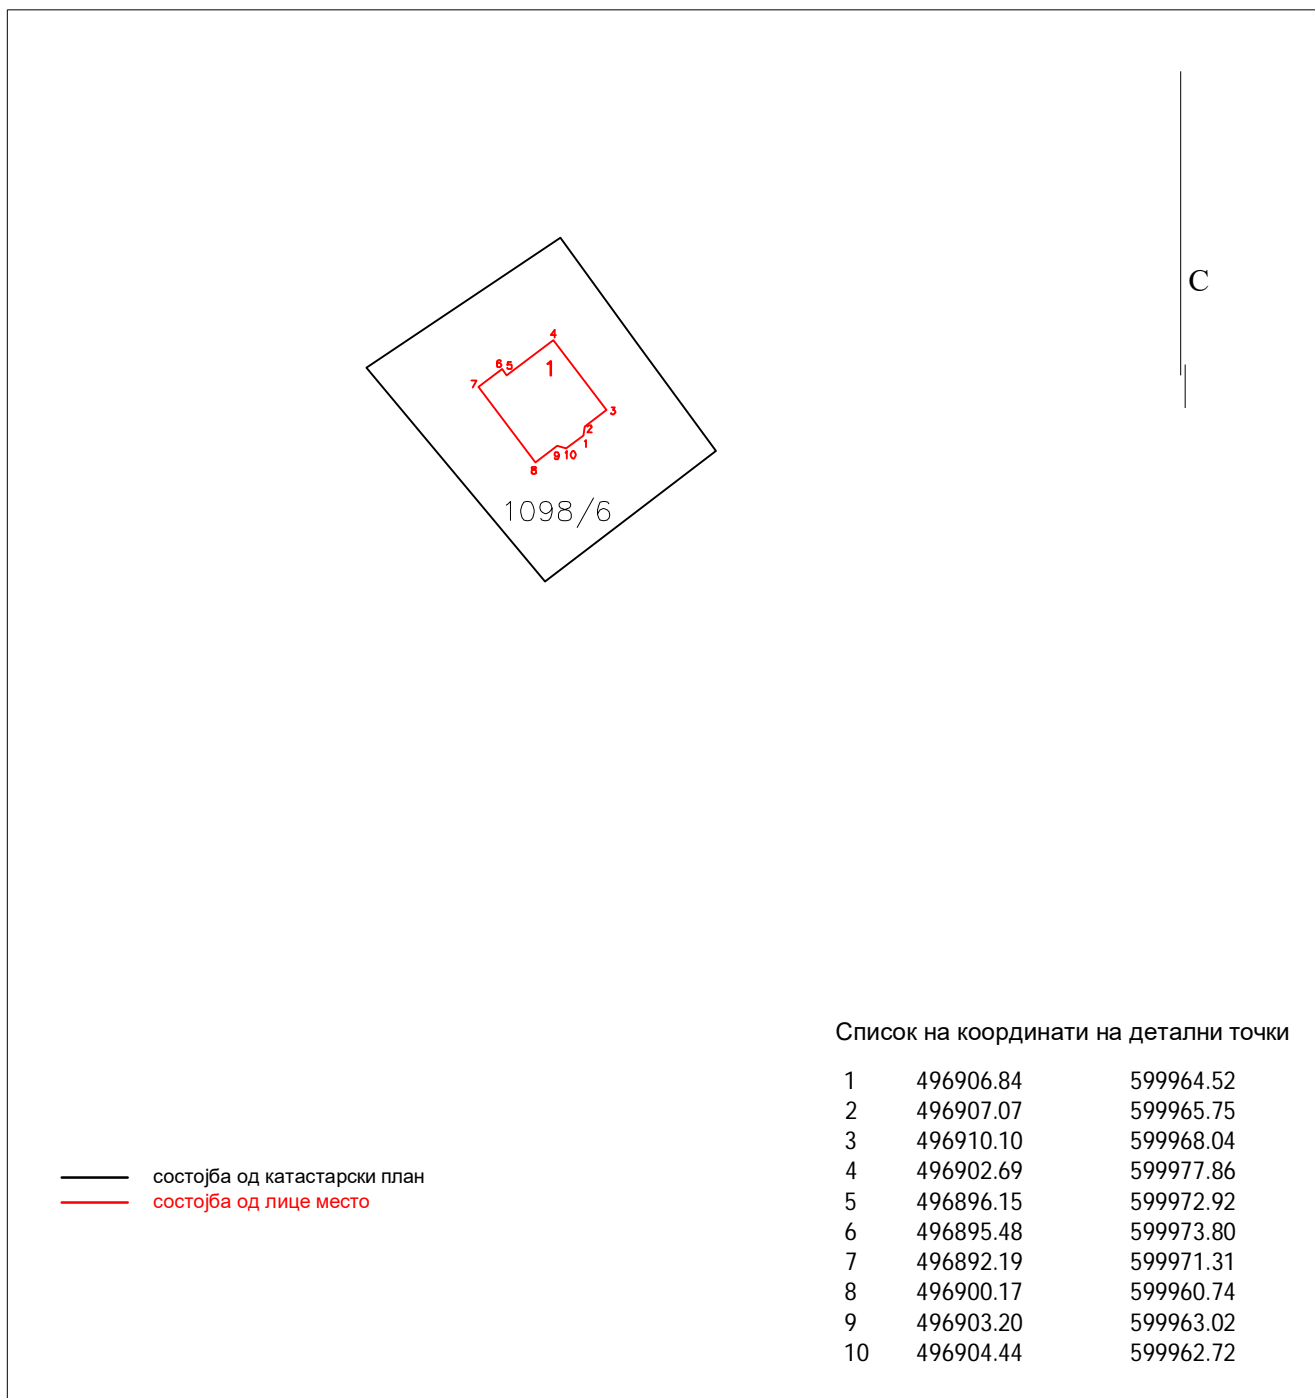 С
4
6
5
1
7
3
2
1
9
10
8
1098/6
Список на координати на детални точки
1 496906.84 599964.52
2 496907.07 599965.75
3 496910.10 599968.04
4 496902.69 599977.86
5 496896.15 599972.92
6 496895.48 599973.80
7 496892.19 599971.31
8 496900.17 599960.74
9 496903.20 599963.02
10 496904.44 599962.72
состојба од катастарски план
состојба од лице место